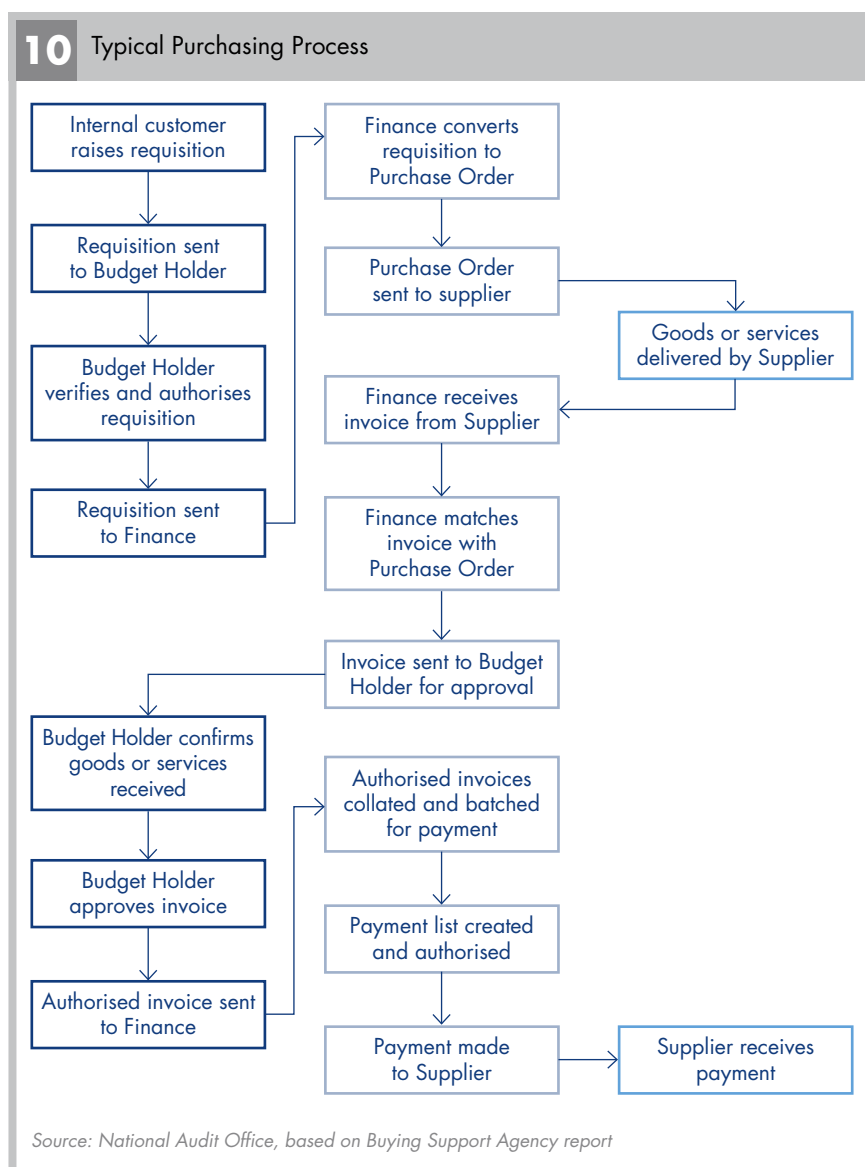 10 Typical Purchasing Process
Internal customer
raises requisition
Requisition sent
to Budget Holder
Budget Holder
verifies and authorises
requisition
Requisition sent
to Finance
Finance converts
requisition to
Purchase Order
Purchase Order
sent to supplier
Goods or services
delivered by Supplier
Finance receives
invoice from Supplier
Finance matches
invoice with
Purchase Order
Invoice sent to Budget
Holder for approval
Budget Holder confirms
goods or services
received
Budget Holder
approves invoice
Authorised invoice sent
to Finance
Authorised invoices
collated and batched
for payment
Payment list created
and authorised
Payment made
to Supplier
Supplier receives
payment
Source: National Audit Office, based on Buying Support Agency report